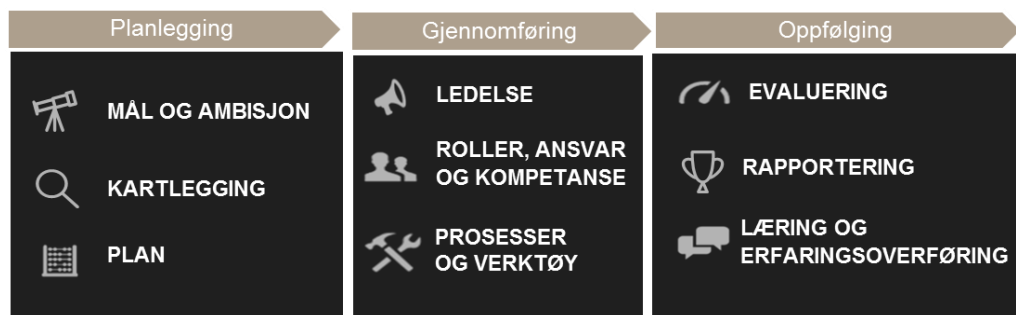 Planlegging
MÅL OG AMBISJON
KARTLEGGING
PLAN
Gjennomføring
LEDELSE
ROLLER, ANSVAR
OG KOMPETANSE
PROSESSER
OG VERKTØY
Oppfølging
EVALUERING
RAPPORTERING
LÆRING OG
ERFARINGSOVERFØRING